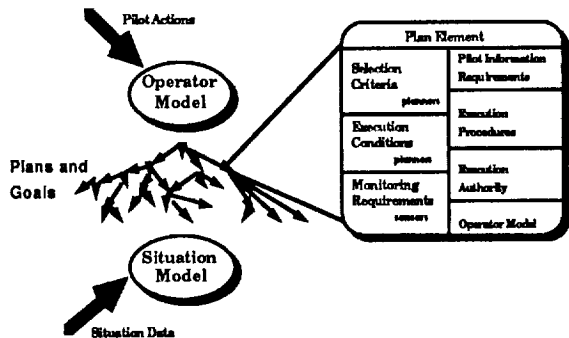 Pilot Actions
Operator
Model
Plans and
Goals
Situation
Model
Situation Data
Plan Element
Selection
Criteria
planners
Execution
Conditions
planners
Monitoring
Requirements
sensors
Pilot Information
Requirements
Execution
Procedures
Execution
Authority
Operator Model